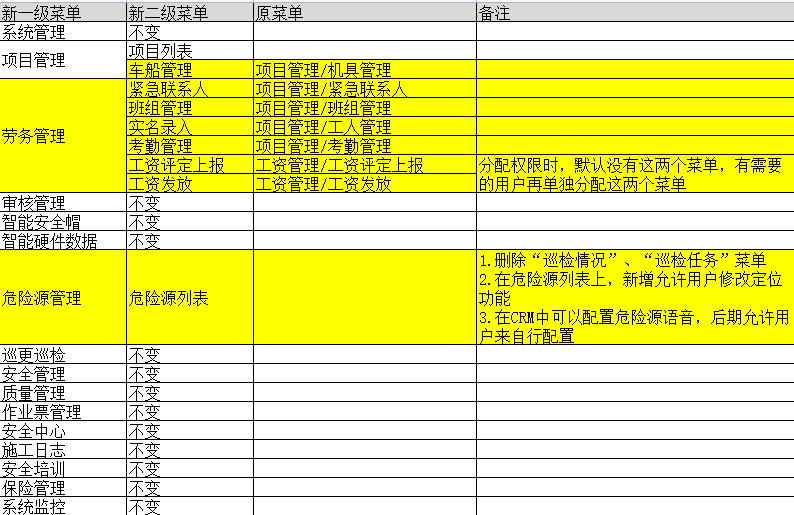 新一级菜单 新二级菜单 原菜单 备注
系统管理 不变
项目管理 项目列表
车船管理 项目管理/机具管理
劳务管理 紧急联系人 项目管理/紧急联系人
班组管理 项目管理/班组管理
实名录入 项目管理/工人管理
考勤管理 项目管理/考勤管理
工资评定上报 工资管理/工资评定上报 分配权限时，默认没有这两个菜单，有需要
工资发放 工资管理/工资发放 的用户再单独分配这两个菜单
审核管理 不变
智能安全帽 不变
智能硬件数据 不变
危险源管理 危险源列表 1.删除“巡检情况”、“巡检任务”菜单
2.在危险源列表上，新增允许用户修改定位
功能
3.在CRM中可以配置危险源语音，后期允许用
户来自行配置
巡更巡检 不变
安全管理 不变
质量管理 不变
作业票管理 不变
安全中心 不变
施工日志 不变
安全培训 不变
保险管理 不变
系统监控 不变